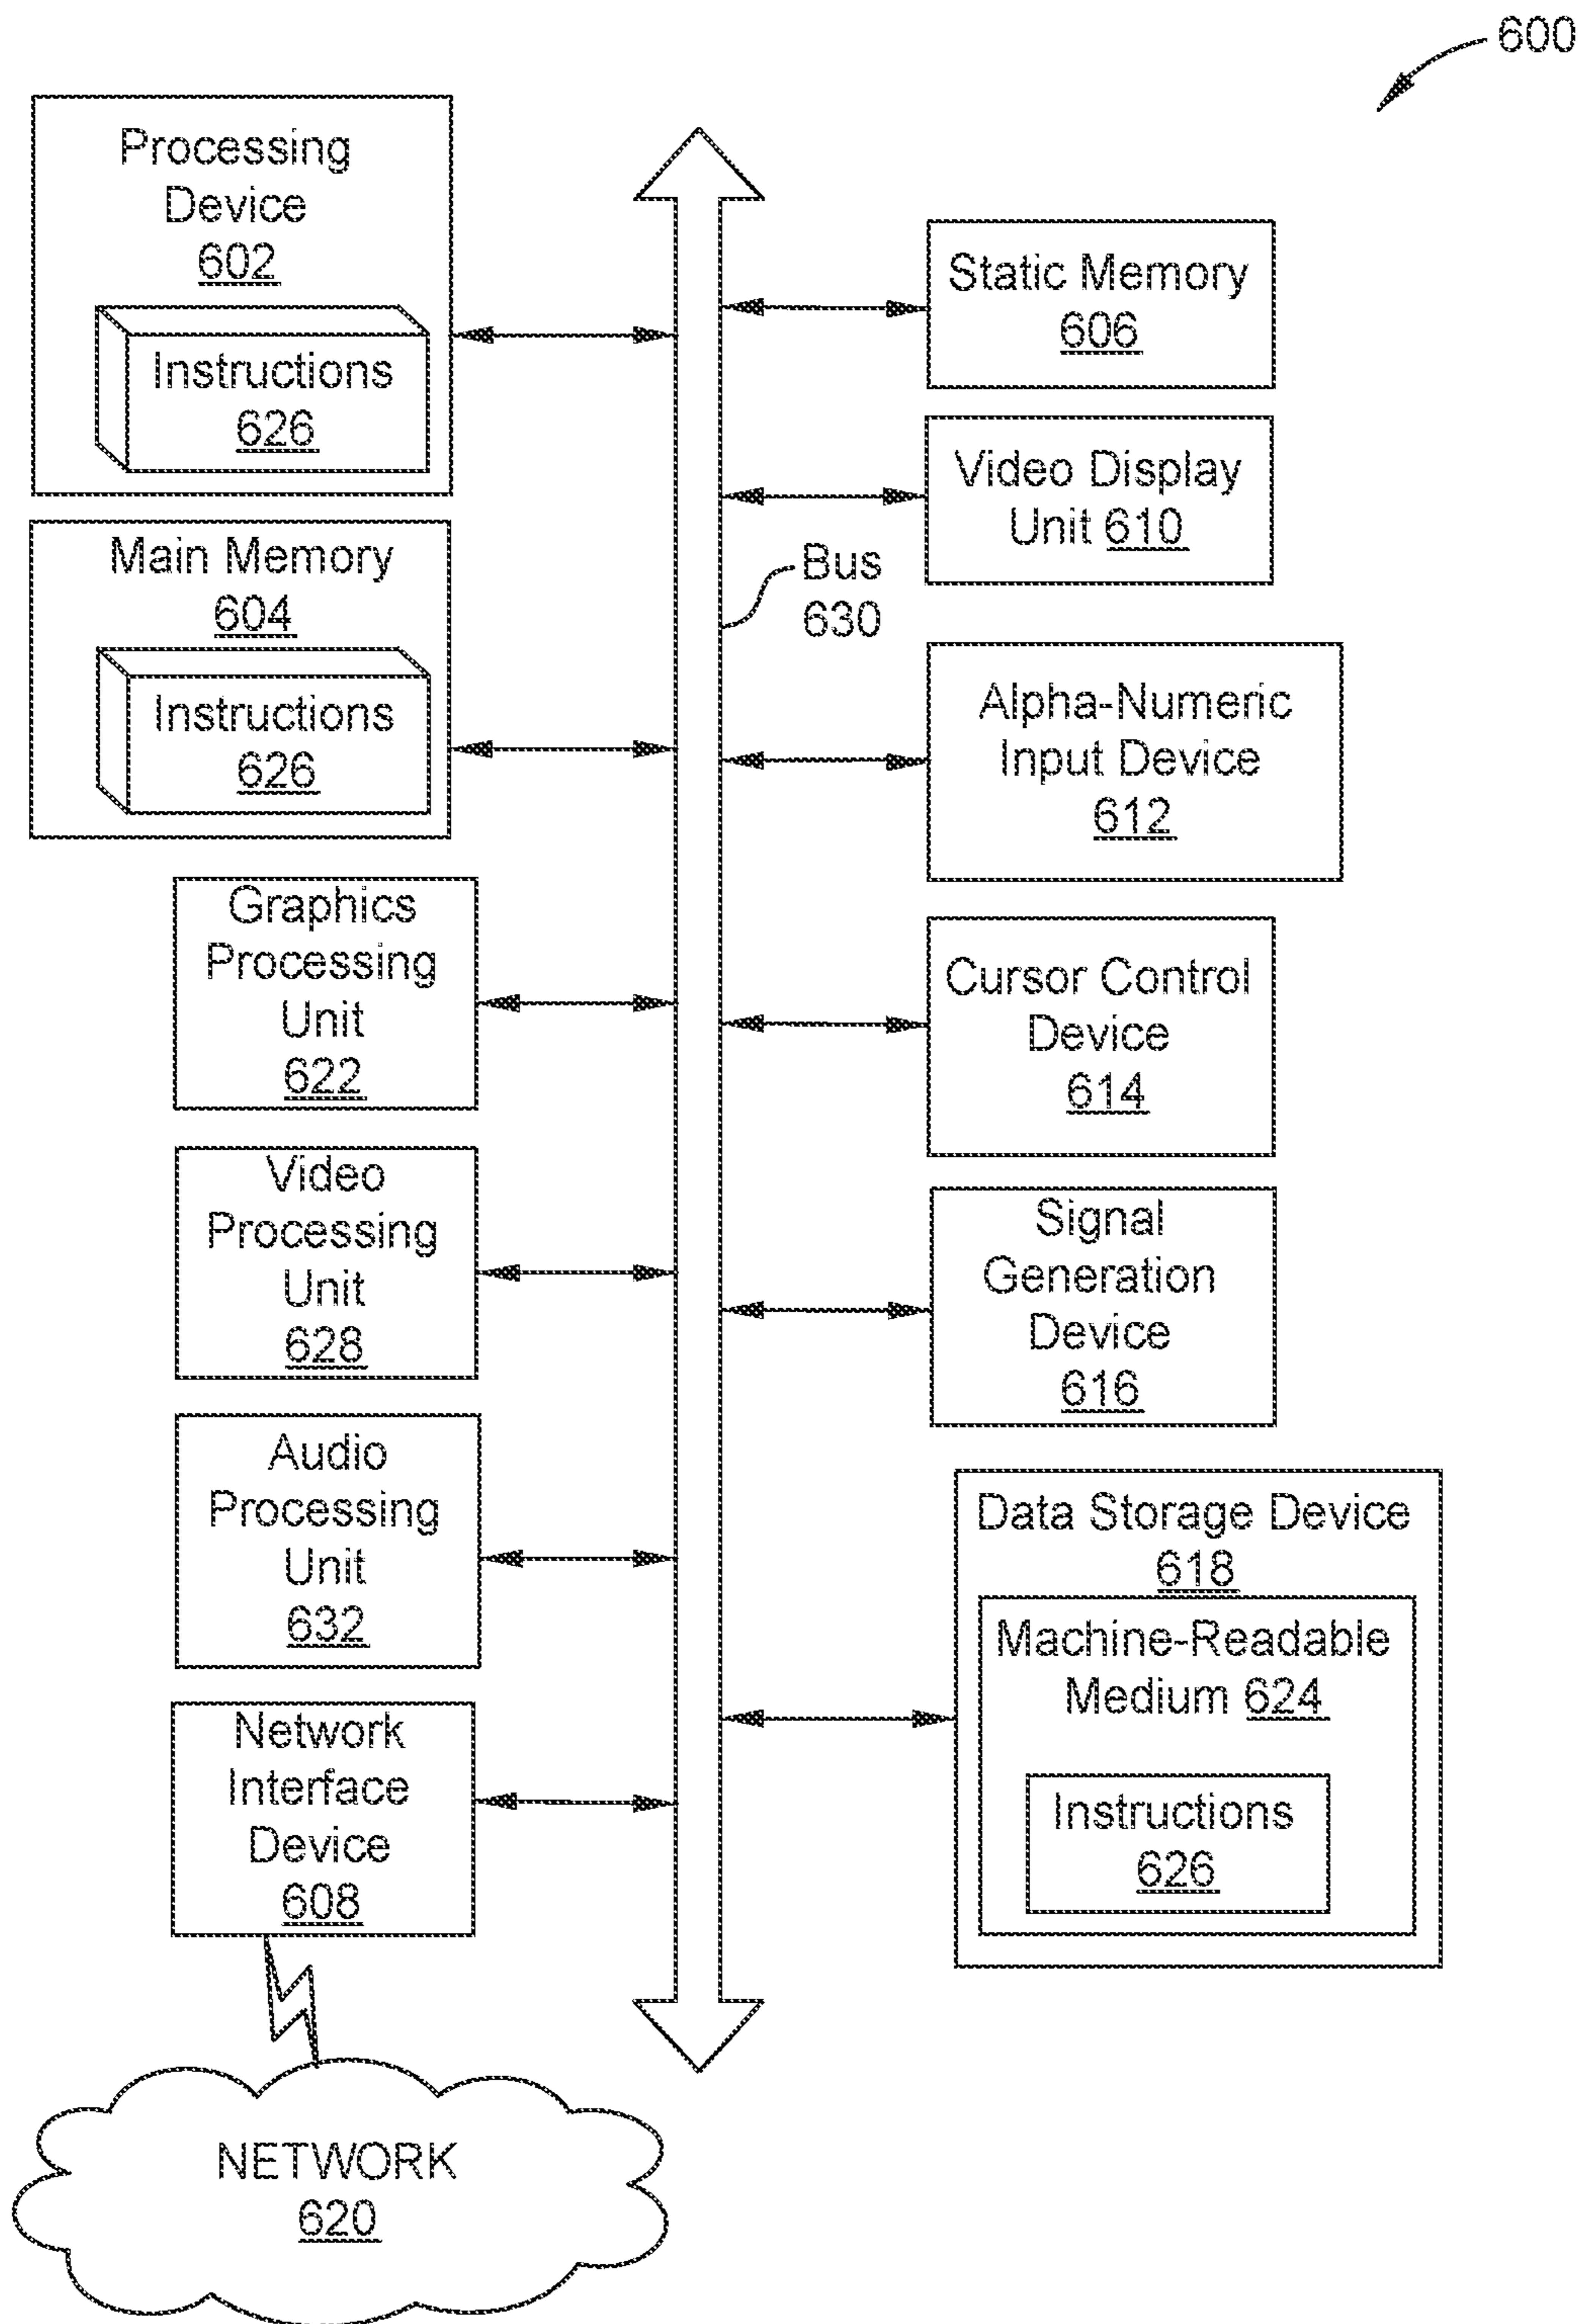 600
Processing
Device
602
Instructions
626
Main Memory
604
Instructions
626
Graphics
Processing
Unit
622
Video
Processing
Unit
628
Audio
Processing
Unit
632
Network
Interface
Device
608
NETWORK
620
Bus
630
Static Memory
606
Video Display
Unit 610
Alpha-Numeric
Input Device
612
Cursor Control
Device
614
Signal
Generation
Device
616
Data Storage Device
618
Machine-Readable
Medium 624
Instructions
626